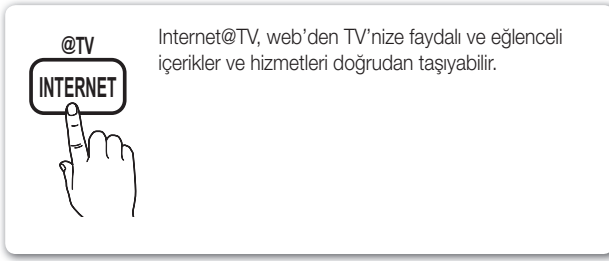 @TV
INTERNET
Internet@TV, web’den TV’nize faydalı ve eğlenceli
içerikler ve hizmetleri doğrudan taşıyabilir.